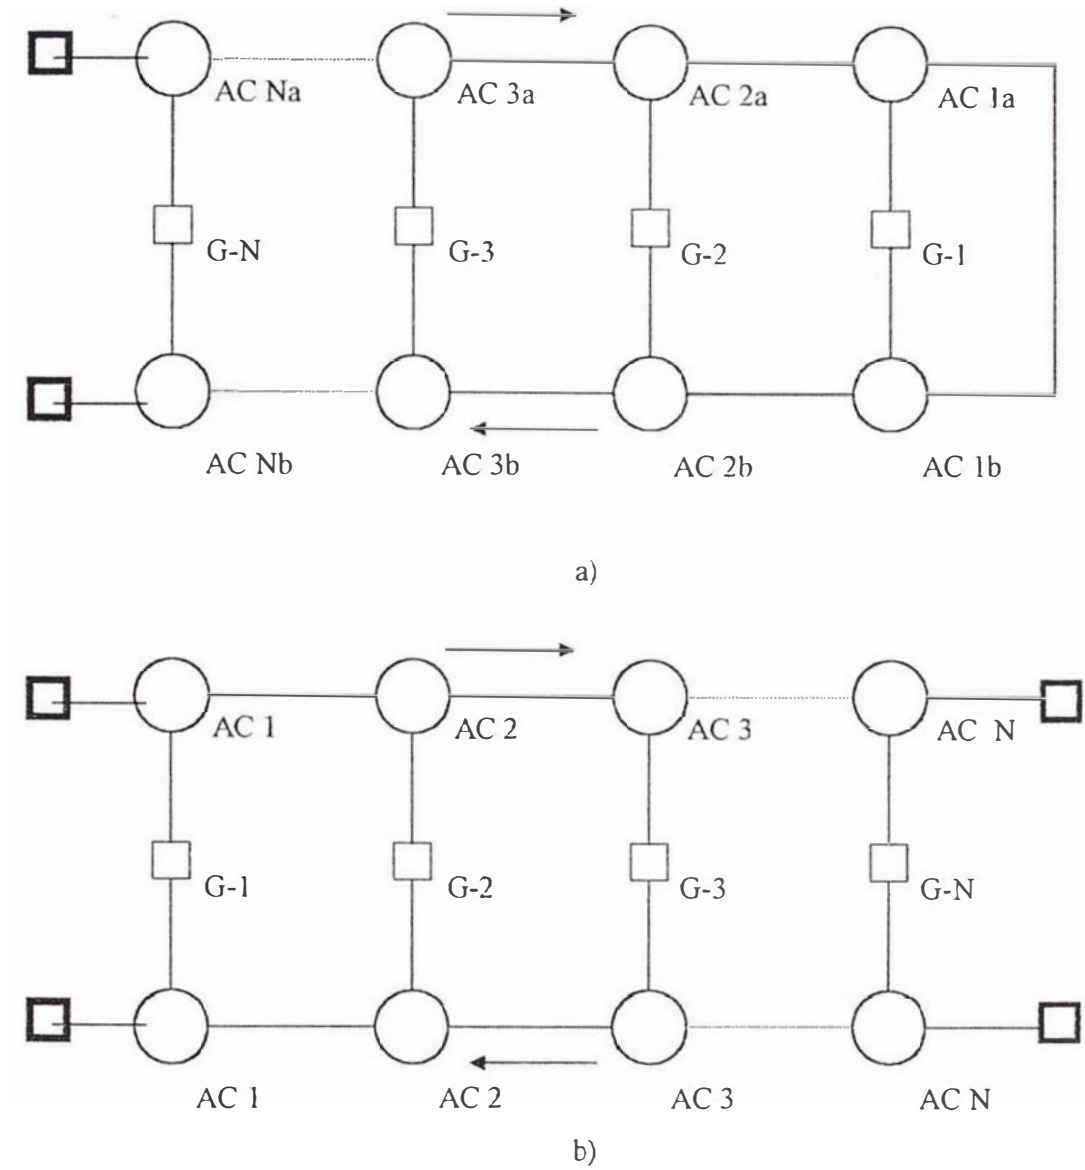 AC Na AC 3a AC 2a AC 1a
G-N G-3 G-2 G-1
AC Nb AC 3b AC 2b AC 1b
a)
AC 1 AC 2 AC 3 AC N
G-1 G-2 G-3 G-N
AC 1 AC 2 AC 3 AC N
b)